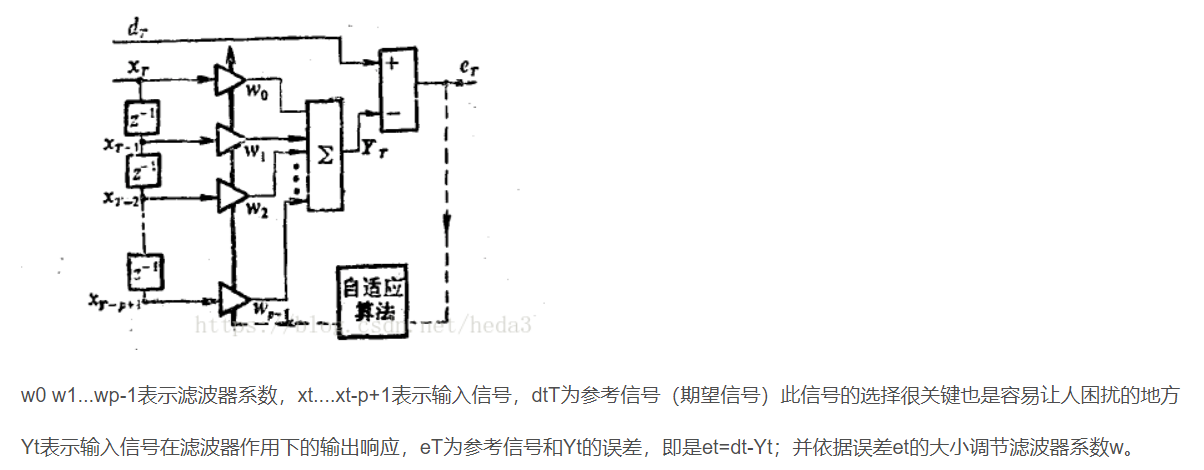 d_T
+
e_T
x_T
w_0
−
z^{-1}
x_{T-1}
w_1
Σ
Y_T
z^{-1}
x_{T-2}
w_2
z^{-1}
自适应
算法
x_{T-p+1}
w_{p-1}
https://blog.csdn.net/heda3
w0 w1...wp-1表示滤波器系数，xt....xt-p+1表示输入信号，dtT为参考信号（期望信号）此信号的选择很关键也是容易让人困扰的地方
Yt表示输入信号在滤波器作用下的输出响应，eT为参考信号和Yt的误差，即是et=dt-Yt；并依据误差et的大小调节滤波器系数w。